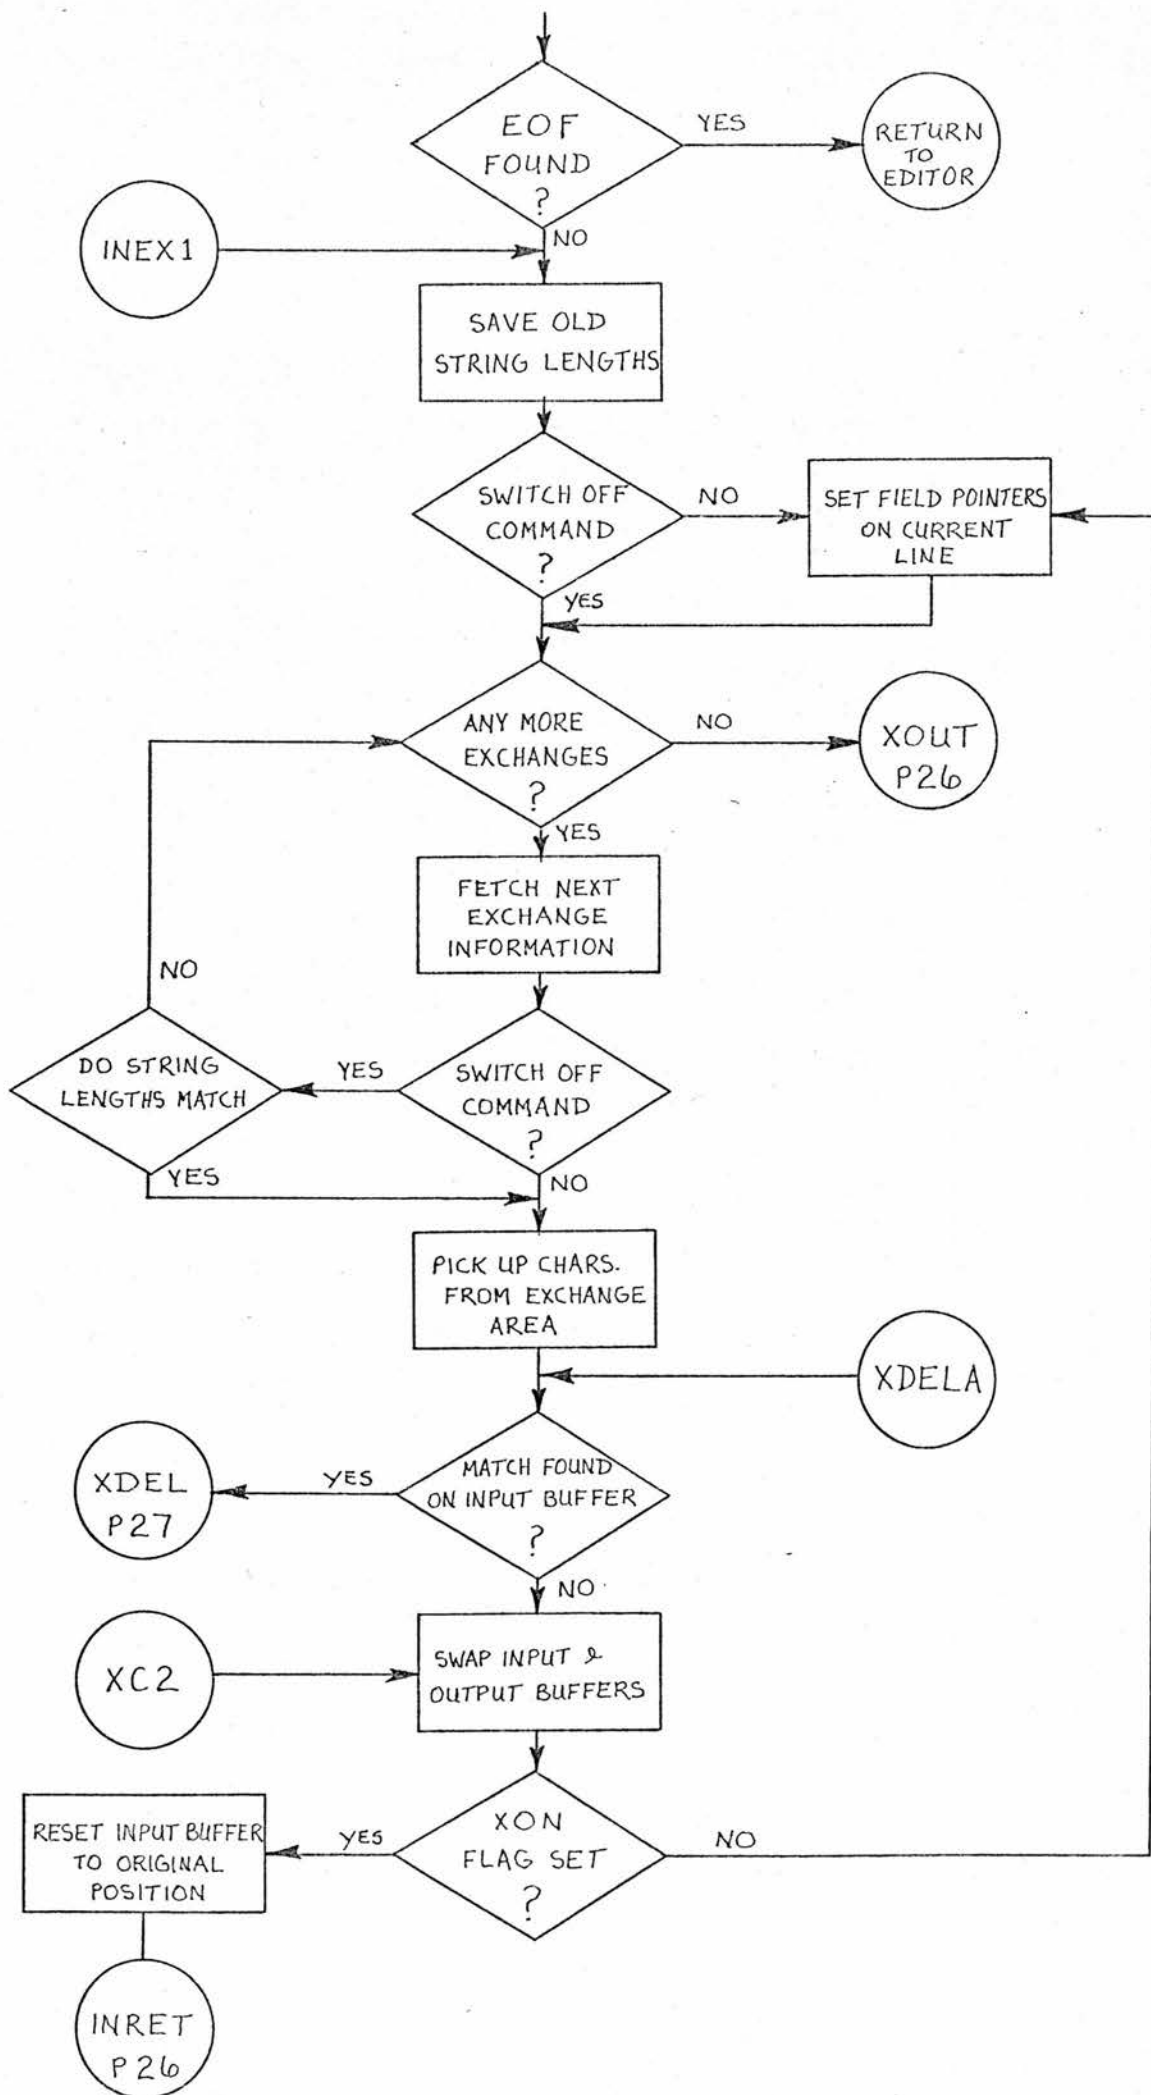 EOF
FOUND
?
YES
RETURN
TO
EDITOR
NO
INEX1
SAVE OLD
STRING LENGTHS
SWITCH OFF
COMMAND
?
NO
SET FIELD POINTERS
ON CURRENT
LINE
YES
ANY MORE
EXCHANGES
?
NO
XOUT
P26
YES
FETCH NEXT
EXCHANGE
INFORMATION
NO
DO STRING
LENGTHS MATCH
YES
SWITCH OFF
COMMAND
?
YES
NO
PICK UP CHARS.
FROM EXCHANGE
AREA
XDELA
XDEL
P27
YES
MATCH FOUND
ON INPUT BUFFER
?
NO
XC2
SWAP INPUT &
OUTPUT BUFFERS
RESET INPUT BUFFER
TO ORIGINAL
POSITION
YES
XON
FLAG SET
?
NO
INRET
P26